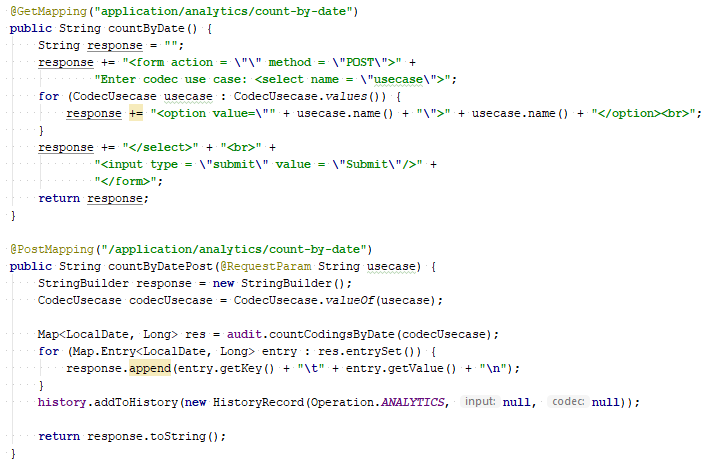 @GetMapping("application/analytics/count-by-date")
public String countByDate() {
    String response = "";
    response += "<form action = \"\" method = \"POST\">" +
            "Enter codec use case: <select name = \"usecase\">";
    for (CodecUsecase usecase : CodecUsecase.values()) {
        response += "<option value=\"" + usecase.name() + "\">" + usecase.name() + "</option><br>";
    }
    response += "</select>" + "<br>" +
            "<input type = \"submit\" value = \"Submit\"/>" +
            "</form>";
    return response;
}

@PostMapping("/application/analytics/count-by-date")
public String countByDatePost(@RequestParam String usecase) {
    StringBuilder response = new StringBuilder();
    CodecUsecase codecUsecase = CodecUsecase.valueOf(usecase);

    Map<LocalDate, Long> res = audit.countCodingsByDate(codecUsecase);
    for (Map.Entry<LocalDate, Long> entry : res.entrySet()) {
        response.append(entry.getKey() + "\t" + entry.getValue() + "\n");
    }
    history.addToHistory(new HistoryRecord(Operation.ANALYTICS, input: null, codec: null));

    return response.toString();
}